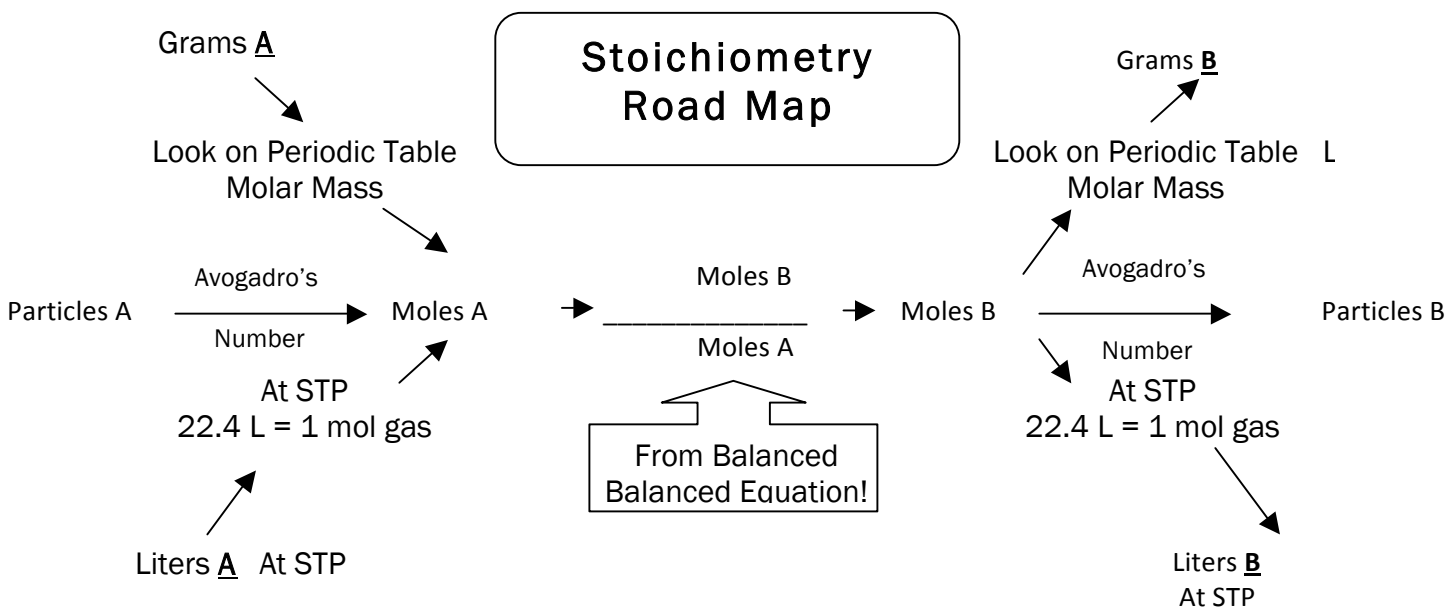 Grams A
Stoichiometry
Road Map
Grams B
Look on Periodic Table
Molar Mass
Look on Periodic Table L
Molar Mass
Particles A
Avogadro's
Number
Moles A
Moles B
______________
Moles A
Moles B
Avogadro's
Number
Particles B
At STP
22.4 L = 1 mol gas
From Balanced
Balanced Equation!
At STP
22.4 L = 1 mol gas
Liters A At STP
Liters B
At STP